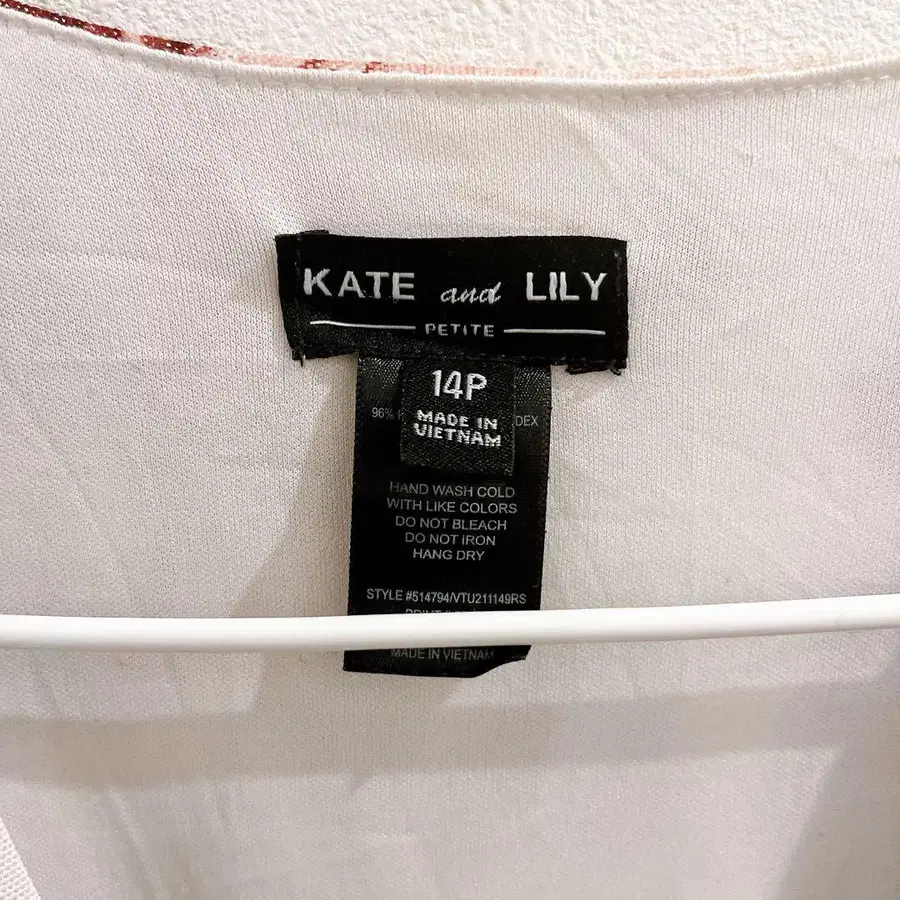 KATE and LILY
PETITE
14P
96%
MADE IN
VIETNAM
DEX
HAND WASH COLD
WITH LIKE COLORS
DO NOT BLEACH
DO NOT IRON
HANG DRY
STYLE #514794/VTU211149RS
MADE IN VIETNAM